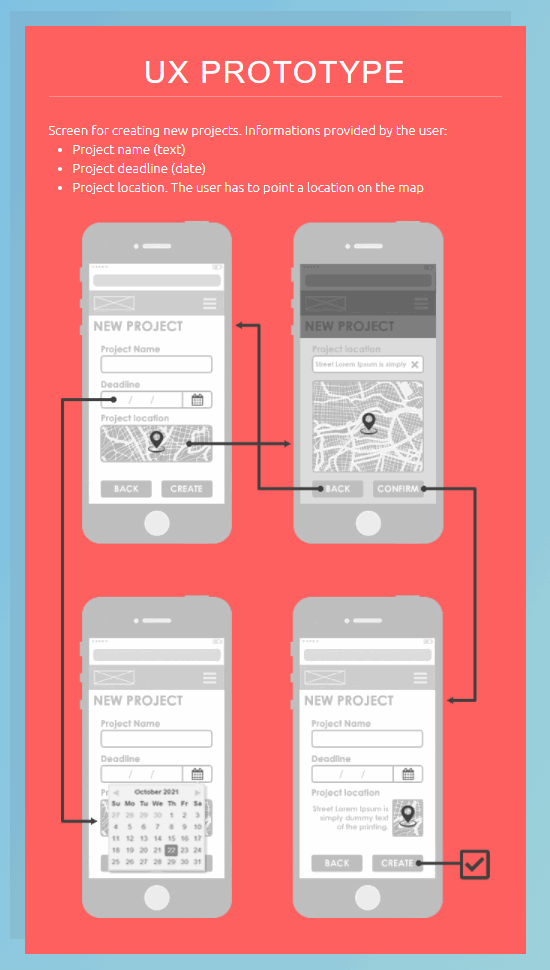 UX PROTOTYPE
Screen for creating new projects. Informations provided by the user:
• Project name (text)
• Project deadline (date)
• Project location. The user has to point a location on the map
NEW PROJECT
Project Name
Deadline
/ /
Project location
BACK CREATE
NEW PROJECT
Project location
Street Lorem Ipsum is simply
BACK CONFIRM
NEW PROJECT
Project Name
Deadline
/ /
October 2021
Su Mo Tu We Th Fr Sa
27 28 29 30 1 2 3
4 5 6 7 8 9 10
11 12 13 14 15 16 17
18 19 20 21 22 23 24
25 26 27 28 29 30 31
NEW PROJECT
Project Name
Deadline
/ /
Project location
Street Lorem Ipsum is
simply dummy text
of the printing.
BACK CREATE